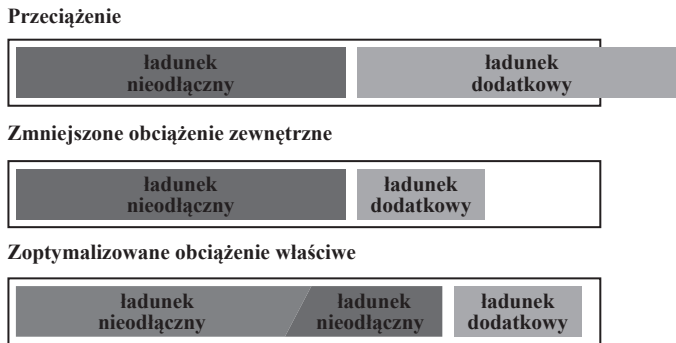 Przeciążenie
ładunek
nieodłączny
ładunek
dodatkowy
Zmniejszone obciążenie zewnętrzne
ładunek
nieodłączny
ładunek
dodatkowy
Zoptymalizowane obciążenie właściwe
ładunek
nieodłączny
ładunek
nieodłączny
ładunek
dodatkowy